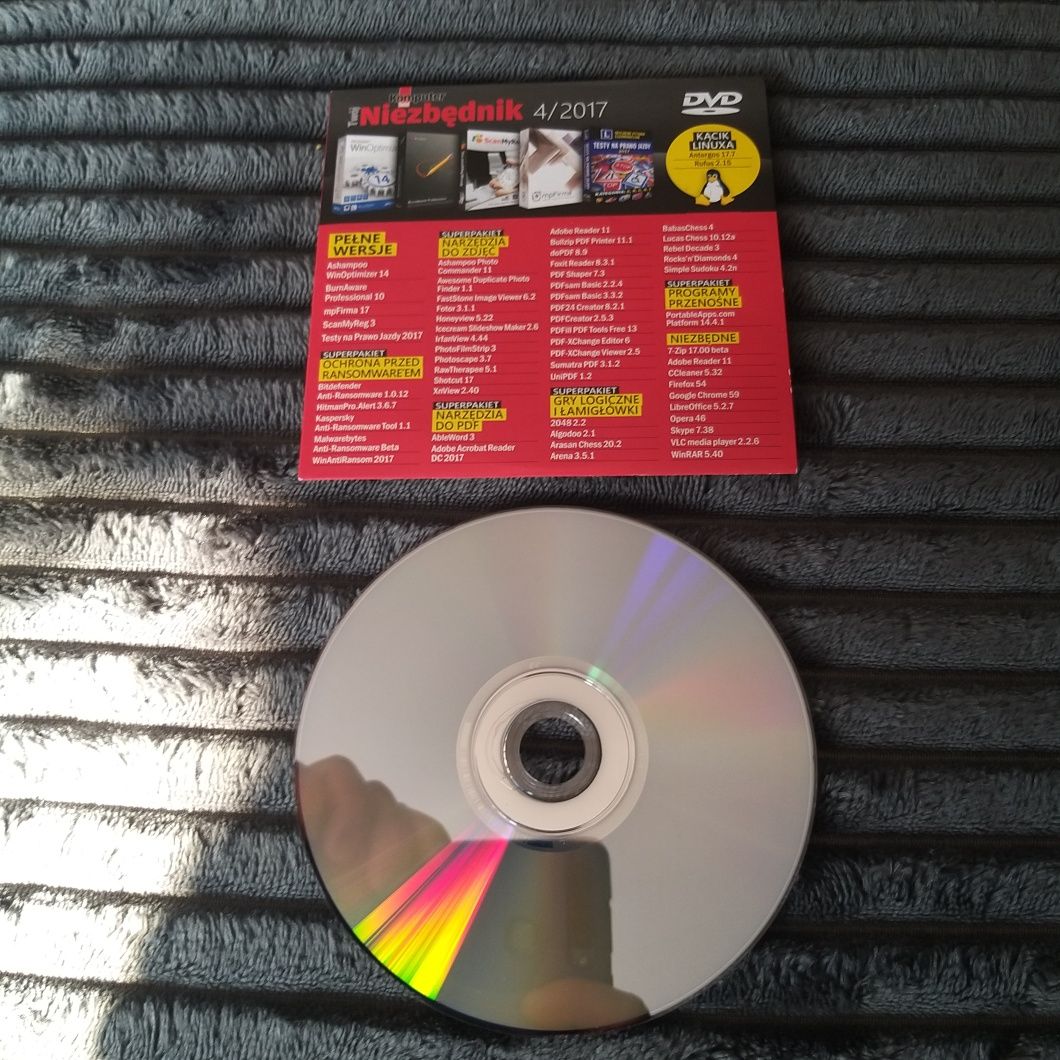 Twój
Komputer
Niezbędnik 4/2017
DVD
WinOptimizer
14
ScanMyReg
mpFirma
TESTY NA PRAWO JAZDY
2017
KĄCIK
LINUXA
Antergos 17.7
Rufus 2.15
PEŁNE
WERSJE
Ashampoo
WinOptimizer 14
BurnAware
Professional 10
mpFirma 17
ScanMyReg 3
Testy na Prawo Jazdy 2017
SUPERPAKIET
OCHRONA PRZED
RANSOMWARE'EM
Bitdefender
Anti-Ransomware 1.0.12
HitmanPro.Alert 3.6.7
Kaspersky
Anti-Ransomware Tool 1.1
Malwarebytes
Anti-Ransomware Beta
WinAntiRansom 2017
SUPERPAKIET
NARZĘDZIA
DO ZDJĘĆ
Ashampoo Photo
Commander 11
Awesome Duplicate Photo
Finder 1.1
FastStone Image Viewer 6.2
Fotor 3.1.1
Honeyview 5.22
Icecream Slideshow Maker 2.6
IrfanView 4.44
PhotoFilmStrip 3
Photoscape 3.7
RawTherapee 5.1
Shotcut 17
XnView 2.40
SUPERPAKIET
NARZĘDZIA
DO PDF
AbleWord 3
Adobe Acrobat Reader
DC 2017
Adobe Reader 11
Bullzip PDF Printer 11.1
doPDF 8.9
Foxit Reader 8.3.1
PDF Shaper 7.3
PDFsam Basic 2.2.4
PDFsam Basic 3.3.2
PDF24 Creator 8.2.1
PDFCreator 2.5.3
PDFill PDF Tools Free 13
PDF-XChange Editor 6
PDF-XChange Viewer 2.5
Sumatra PDF 3.1.2
UniPDF 1.2
SUPERPAKIET
GRY LOGICZNE
I ŁAMIGŁÓWKI
2048 2.2
Algodoo 2.1
Arasan Chess 20.2
Arena 3.5.1
BabasChess 4
Lucas Chess 10.12a
Rebel Decade 3
Rocks'n'Diamonds 4
Simple Sudoku 4.2n
SUPERPAKIET
PROGRAMY
PRZENOŚNE
PortableApps.com
Platform 14.4.1
NIEZBĘDNE
7-Zip 17.00 beta
Adobe Reader 11
CCleaner 5.32
Firefox 54
Google Chrome 59
LibreOffice 5.2.7
Opera 46
Skype 7.38
VLC media player 2.2.6
WinRAR 5.40